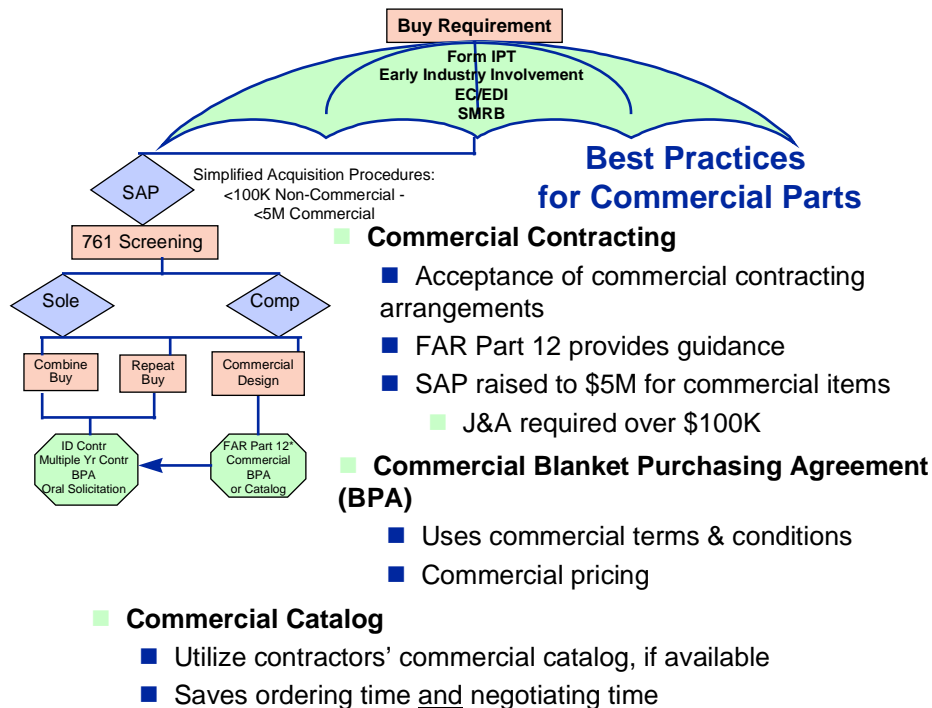 Buy Requirement
Form IPT
Early Industry Involvement
EC/EDI
SMRB
Best Practices
for Commercial Parts
SAP
Simplified Acquisition Procedures:
<100K Non-Commercial -
<5M Commercial
761 Screening
Sole
Comp
Combine
Buy
Repeat
Buy
Commercial
Design
ID Contr
Multiple Yr Contr
BPA
Oral Solicitation
FAR Part 12*
Commercial
BPA
or Catalog
Commercial Contracting
Acceptance of commercial contracting
arrangements
FAR Part 12 provides guidance
SAP raised to $5M for commercial items
J&A required over $100K
Commercial Blanket Purchasing Agreement
(BPA)
Uses commercial terms & conditions
Commercial pricing
Commercial Catalog
Utilize contractors’ commercial catalog, if available
Saves ordering time and negotiating time